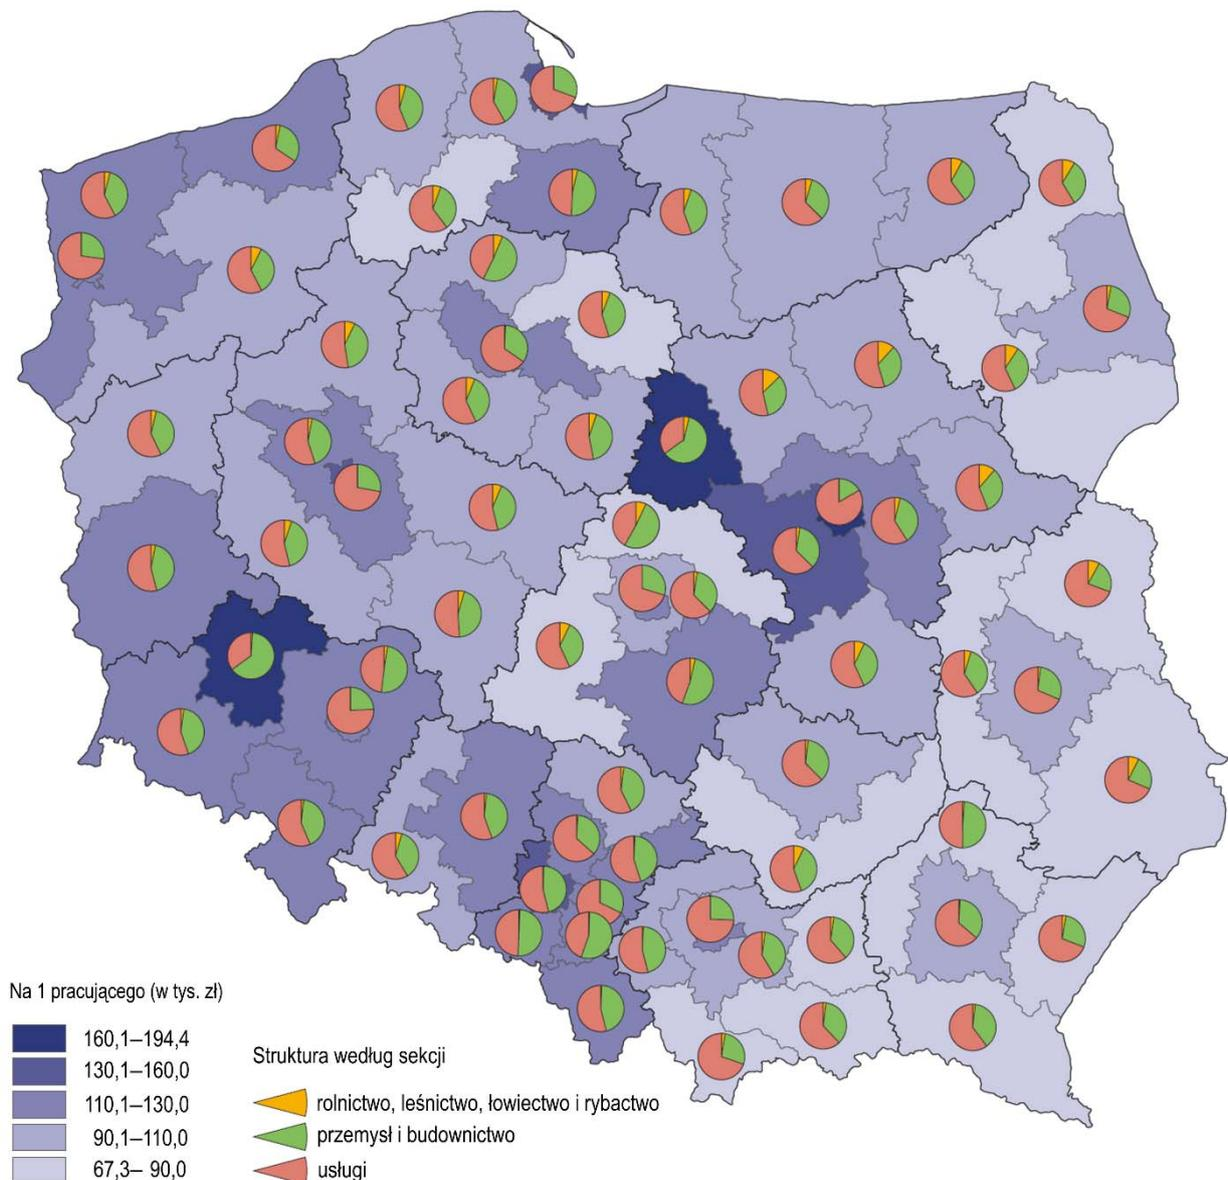 Na 1 pracującego (w tys. zł)
160,1–194,4
130,1–160,0
110,1–130,0
90,1–110,0
67,3– 90,0
Struktura według sekcji
rolnictwo, leśnictwo, łowiectwo i rybactwo
przemysł i budownictwo
usługi